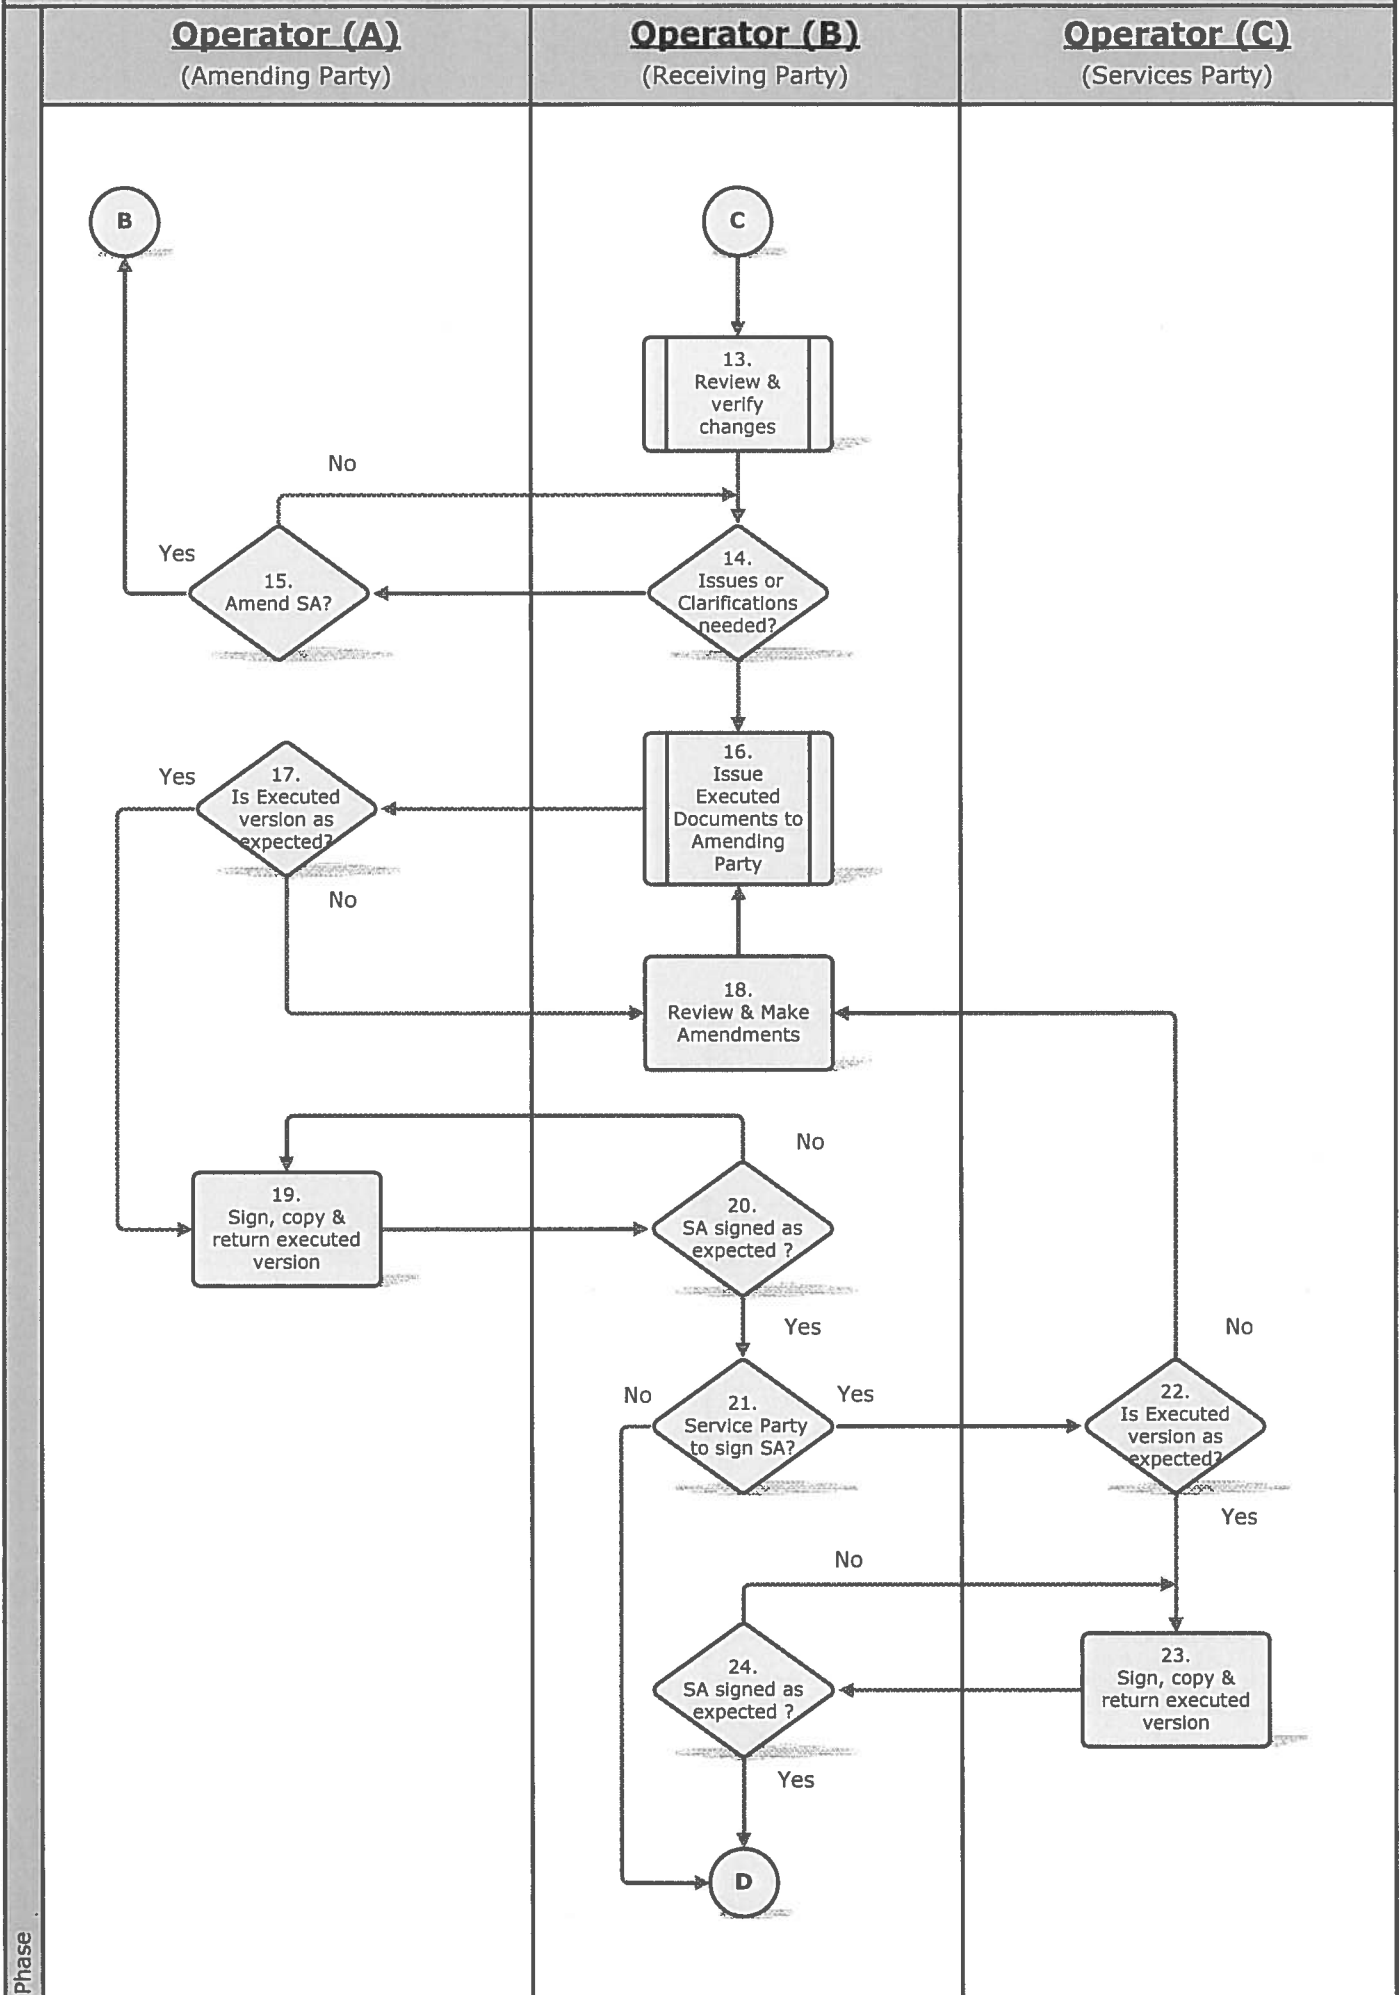 Operator (A)
(Amending Party)
Operator (B)
(Receiving Party)
Operator (C)
(Services Party)
B
C
13.
Review &
verify
changes
No
Yes
15.
Amend SA?
14.
Issues or
Clarifications
needed?
Yes
17.
Is Executed
version as
expected?
No
16.
Issue
Executed
Documents to
Amending
Party
18.
Review & Make
Amendments
No
19.
Sign, copy &
return executed
version
20.
SA signed as
expected ?
Yes
No
No
21.
Service Party
to sign SA?
Yes
22.
Is Executed
version as
expected?
Yes
No
24.
SA signed as
expected ?
23.
Sign, copy &
return executed
version
Yes
D
Phase